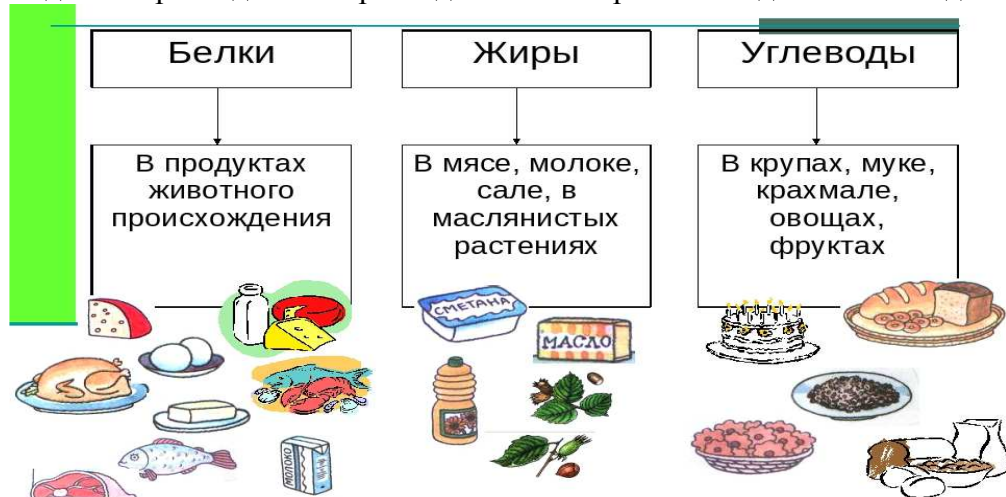 Белки
Жиры
Углеводы
В продуктах
животного
происхождения
В мясе, молоке,
сале, в
маслянистых
растениях
В крупах, муке,
крахмале,
овощах,
фруктах
СМЕТАНА
МАСЛО
МОЛОКО